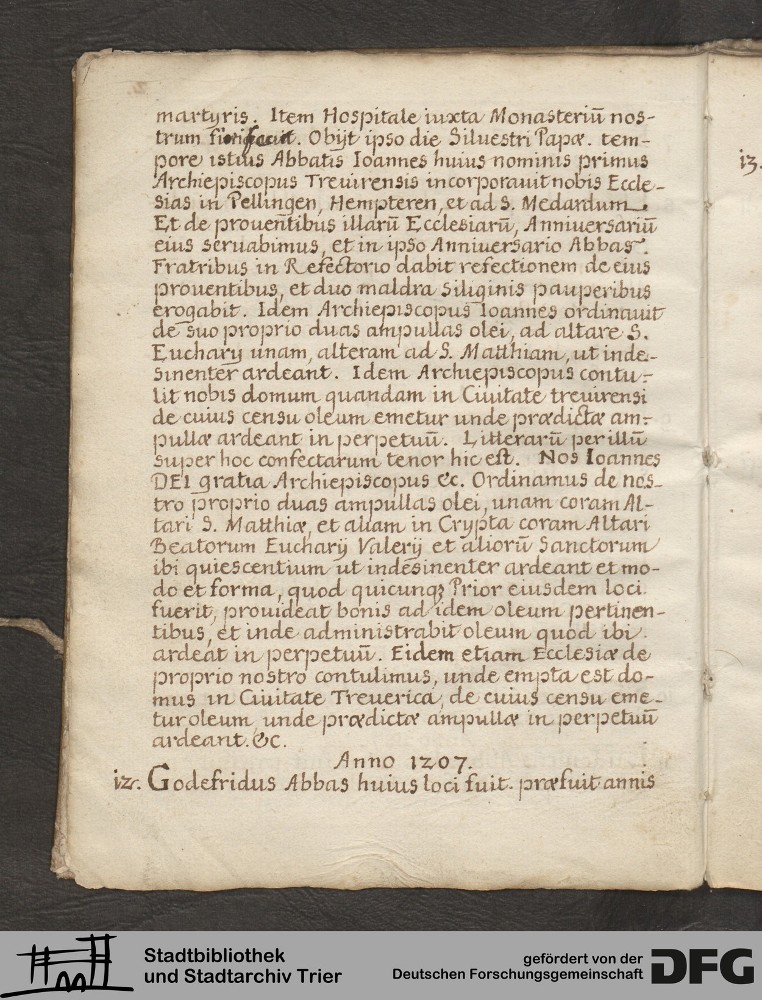 martyris. Item Hospitale iuxta Monasteriū nos-
trum fecit. Obijt ipso die Siluestri Papæ. tem-
pore istius Abbatis Ioannes huius nominis primus
Archiepiscopus Treuirensis incorporauit nobis Eccle-
sias in Pellingen, Hempteren, et ad S. Medardum.
Et de prouentibus illarū Ecclesiarū, Anniuersariū
eius seruabimus, et in ipso Anniuersario Abbas.
Fratribus in Refectorio dabit refectionem de eius
prouentibus, et duo maldra siliginis pauperibus
erogabit. Idem Archiepiscopus Ioannes ordinauit
de suo proprio duas ampullas olei, ad altare S.
Eucharij unam, alteram ad S. Matthiam, ut inde-
sinenter ardeant. Idem Archiepiscopus contu-
lit nobis domum quandam in Ciuitate treuirensi
de cuius censu oleum emetur unde prædictæ am-
pullæ ardeant in perpetuū. Litterarū per illū
super hoc confectarum tenor hic est. Nos Ioannes
DEI gratia Archiepiscopus &c. Ordinamus de nos-
tro proprio duas ampullas olei, unam coram Al-
tari S. Matthiæ, et aliam in Crypta coram Altari
Beatorum Eucharij Valerij et aliorū Sanctorum
ibi quiescentium ut indesinenter ardeant et mo-
do et forma, quod quicunqꝫ Prior eiusdem loci
fuerit, prouideat bonis ad idem oleum pertinen-
tibus, et inde administrabit oleum quod ibi
ardeat in perpetuū. Eidem etiam Ecclesiæ de
proprio nostro contulimus, unde empta est do-
mus in Ciuitate Treuerica, de cuius censu eme-
tur oleum unde prædictæ ampullæ in perpetuū
ardeant. &c.
Anno 1207.
Godefridus Abbas huius loci fuit. præfuit annis
13.
Stadtbibliothek
und Stadtarchiv Trier
gefördert von der
Deutschen Forschungsgemeinschaft
DFG